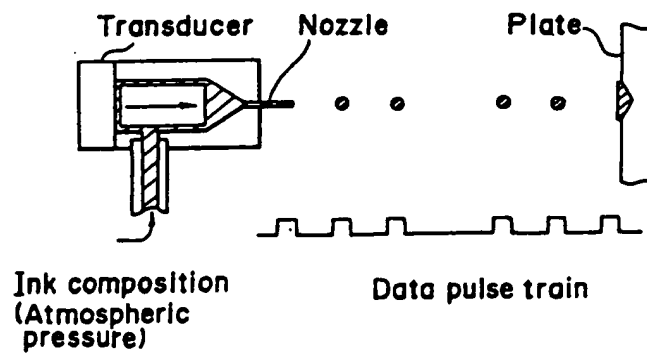 Transducer
Nozzle
Plate
Ink composition
(Atmospheric
pressure)
Data pulse train